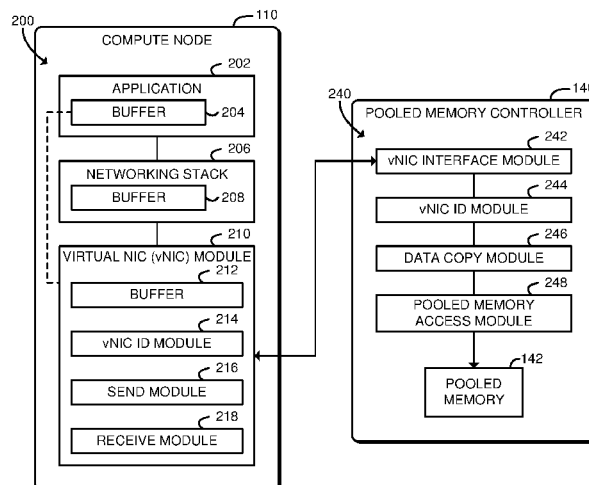 110
200
COMPUTE NODE
202
APPLICATION
BUFFER
204
206
NETWORKING STACK
BUFFER
208
210
VIRTUAL NIC (vNIC) MODULE
212
BUFFER
214
vNIC ID MODULE
216
SEND MODULE
218
RECEIVE MODULE
140
240
POOLED MEMORY CONTROLLER
242
vNIC INTERFACE MODULE
244
vNIC ID MODULE
246
DATA COPY MODULE
248
POOLED MEMORY
ACCESS MODULE
142
POOLED
MEMORY